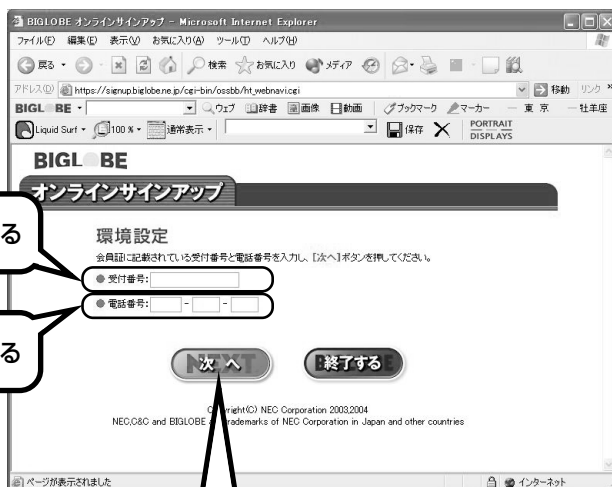 BIGLOBE オンラインサインアップ - Microsoft Internet Explorer
ファイル(F) 編集(E) 表示(V) お気に入り(A) ツール(T) ヘルプ(H)
戻る 検索 お気に入り メディア
アドレス(D) https://signup.biglobe.ne.jp/cgi-bin/ossbb/ht_webnavi.cgi 移動 リンク »
BIGLOBE ウェブ 辞書 画像 動画 ブックマーク マーカー 東 京 牡羊座
Liquid Surf 100 % 通常表示 保存 PORTRAIT DISPLAYS
BIGLOBE
オンラインサインアップ
る
環境設定
会員証に記載されている受付番号と電話番号を入力し、[次へ]ボタンを押してください。
受付番号:
電話番号: - -
る
NEXT 次 へ 終了する
Copyright(C) NEC Corporation 2003,2004
NEC,C&C and BIGLOBE are trademarks of NEC Corporation in Japan and other countries
ページが表示されました インターネット